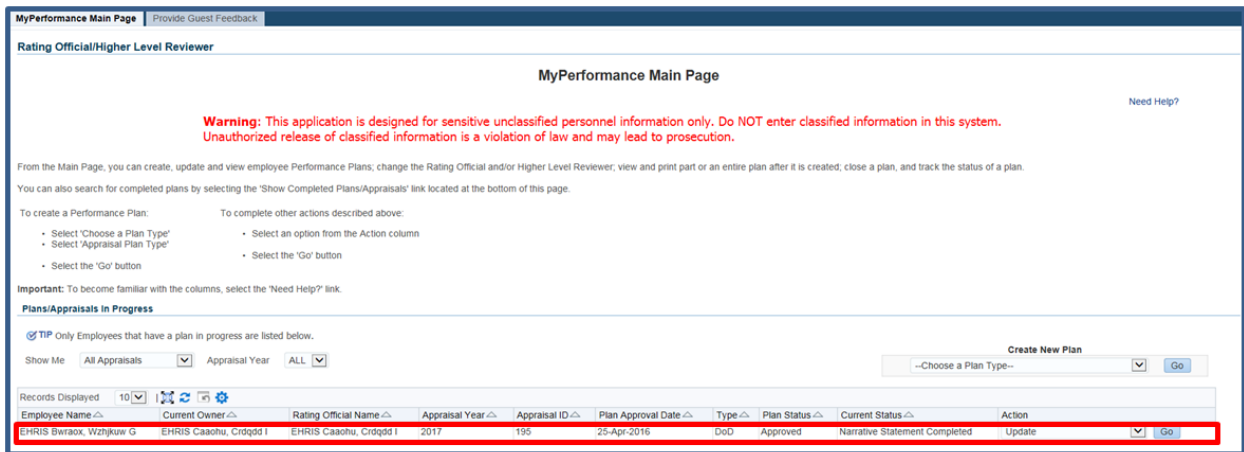 MyPerformance Main Page Provide Guest Feedback
Rating Official/Higher Level Reviewer
MyPerformance Main Page
Need Help?
Warning: This application is designed for sensitive unclassified personnel information only. Do NOT enter classified information in this system.
Unauthorized release of classified information is a violation of law and may lead to prosecution.
From the Main Page, you can create, update and view employee Performance Plans; change the Rating Official and/or Higher Level Reviewer; view and print part or an entire plan after it is created; close a plan, and track the status of a plan.
You can also search for completed plans by selecting the 'Show Completed Plans/Appraisals' link located at the bottom of this page.
To create a Performance Plan: To complete other actions described above:
• Select 'Choose a Plan Type' • Select an option from the Action column
• Select 'Appraisal Plan Type'
• Select the 'Go' button
• Select the 'Go' button
Important: To become familiar with the columns, select the 'Need Help?' link.
Plans/Appraisals In Progress
TIP Only Employees that have a plan in progress are listed below.
Create New Plan
Show Me All Appraisals Appraisal Year ALL --Choose a Plan Type-- Go
Records Displayed 10
Employee Name Current Owner Rating Official Name Appraisal Year Appraisal ID Plan Approval Date Type Plan Status Current Status Action
EHRIS Bwraox, Wzhjkuw G EHRIS Caaohu, Crdqdd I EHRIS Caaohu, Crdqdd I 2017 195 25-Apr-2016 DoD Approved Narrative Statement Completed Update Go